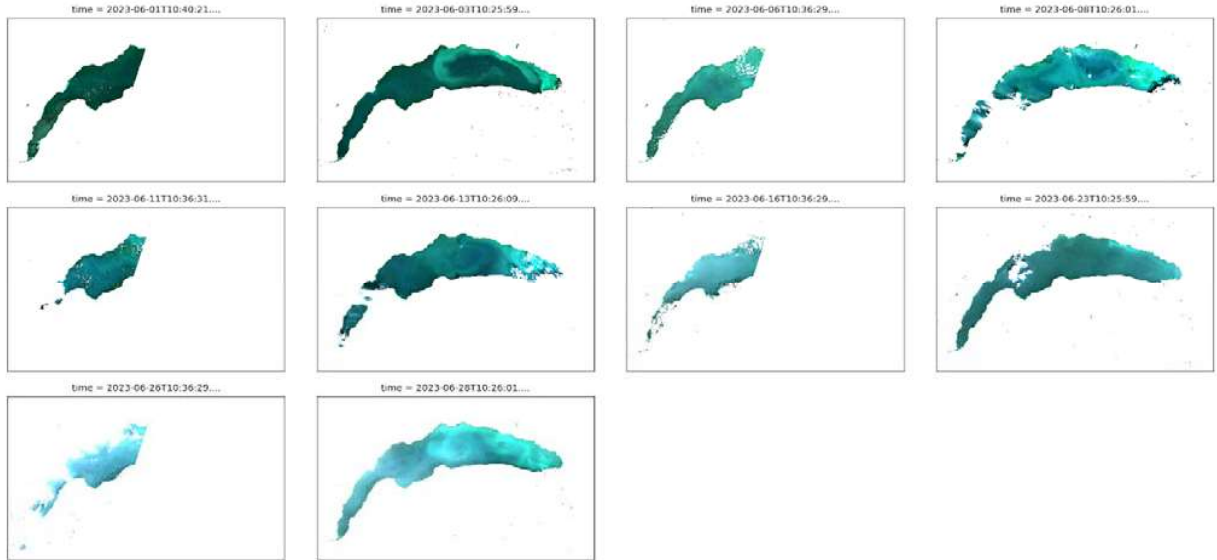 time = 2023-06-01T10:40:21....
time = 2023-06-03T10:25:59....
time = 2023-06-06T10:36:29....
time = 2023-06-08T10:26:01....
time = 2023-06-11T10:36:31....
time = 2023-06-13T10:26:09....
time = 2023-06-16T10:36:29....
time = 2023-06-23T10:25:59....
time = 2023-06-26T10:36:29....
time = 2023-06-28T10:26:01....